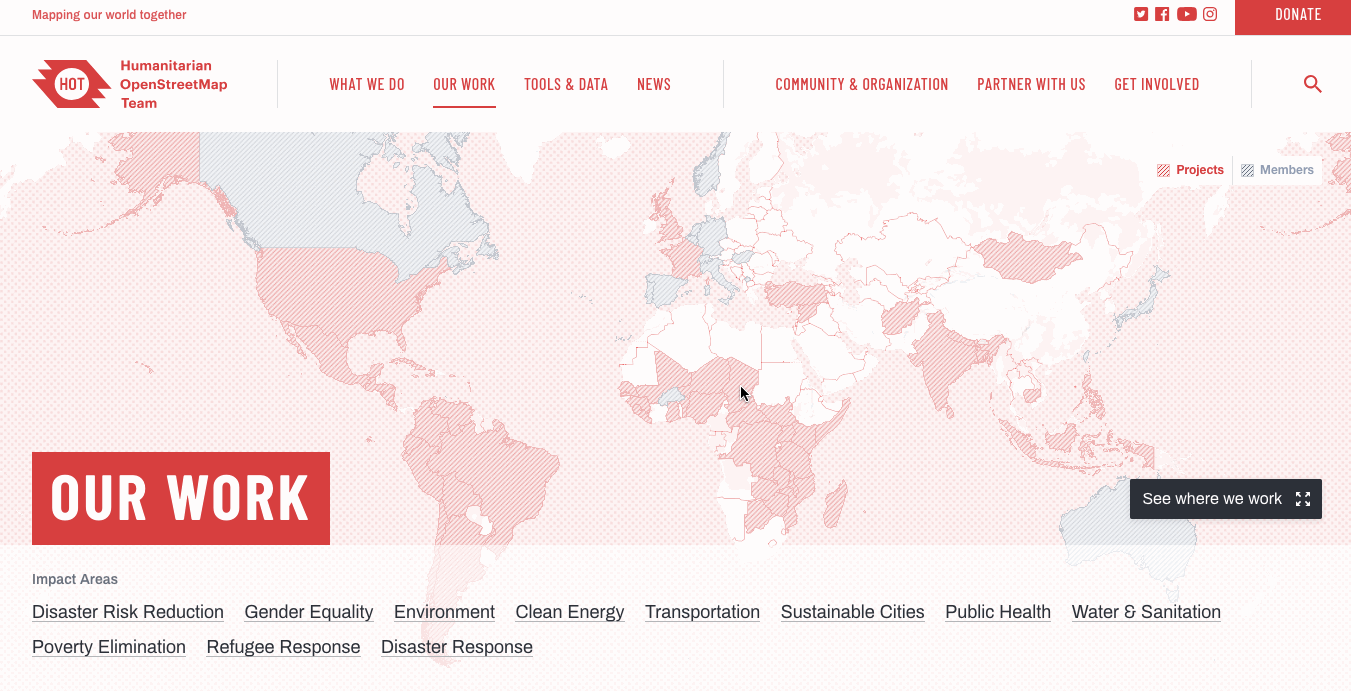 Mapping our world together
DONATE
HOT
Humanitarian
OpenStreetMap
Team
WHAT WE DO OUR WORK TOOLS & DATA NEWS COMMUNITY & ORGANIZATION PARTNER WITH US GET INVOLVED
Projects Members
OUR WORK
See where we work
Impact Areas
Disaster Risk Reduction Gender Equality Environment Clean Energy Transportation Sustainable Cities Public Health Water & Sanitation
Poverty Elimination Refugee Response Disaster Response